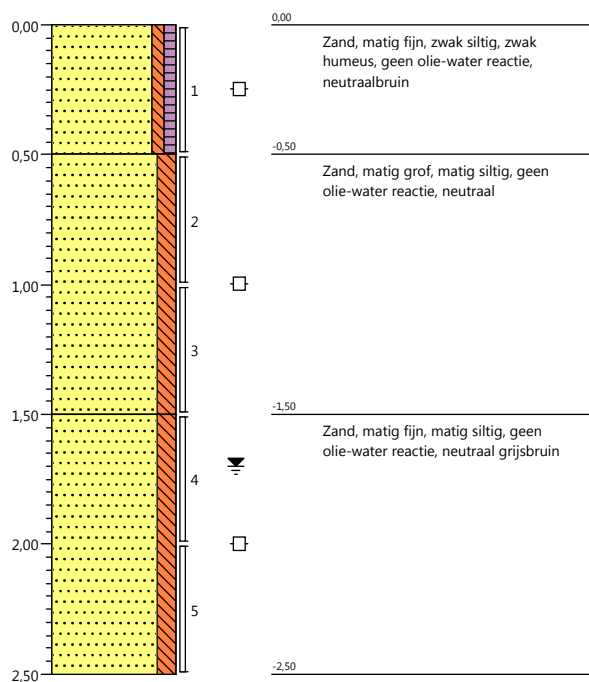 0,00
0,50
1,00
1,50
2,00
2,50
1
2
3
4
5
0,00
Zand, matig fijn, zwak siltig, zwak
humeus, geen olie-water reactie,
neutraalbruin
-0,50
Zand, matig grof, matig siltig, geen
olie-water reactie, neutraal
-1,50
Zand, matig fijn, matig siltig, geen
olie-water reactie, neutraal grijsbruin
-2,50